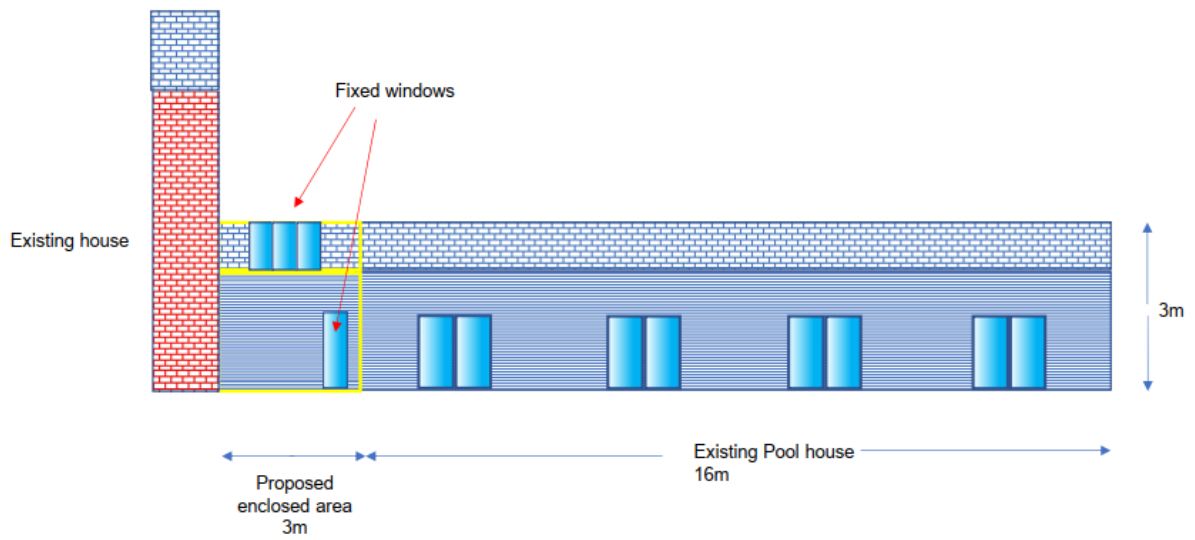 Fixed windows
Existing house
3m
Existing Pool house
16m
Proposed
enclosed area
3m